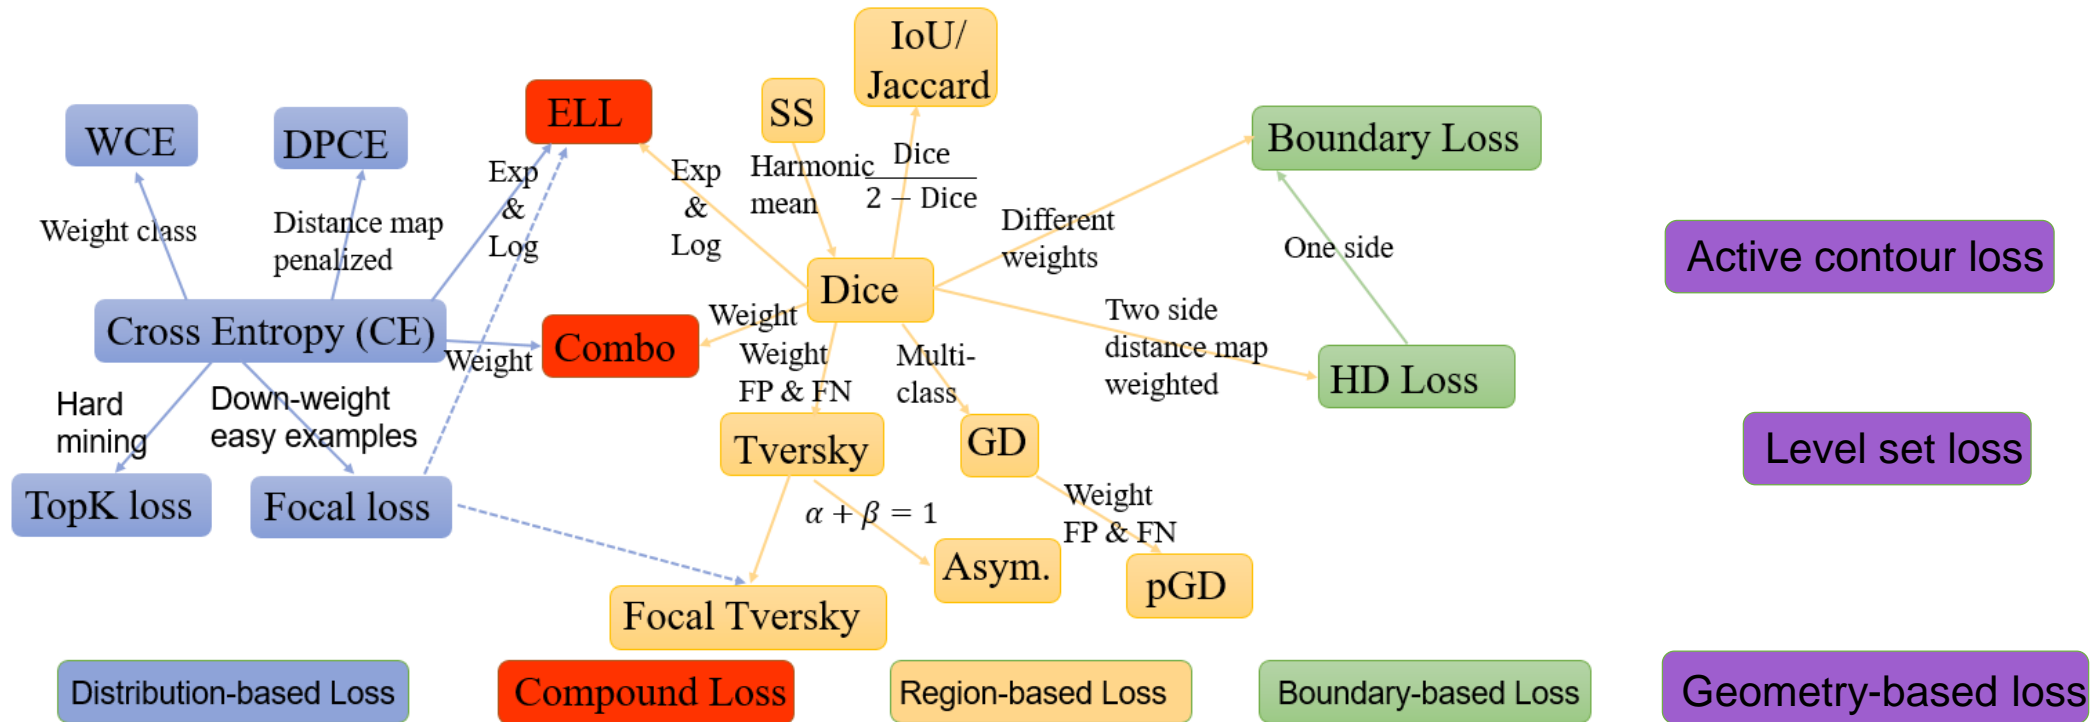 IoU/
Jaccard
SS
ELL
WCE
DPCE
Boundary Loss
Exp
&
Log
Exp
&
Log
Harmonic
mean
Dice
2 − Dice
Weight class
Distance map
penalized
Different
weights
One side
Active contour loss
Dice
Cross Entropy (CE)
Weight
Combo
Weight
Weight
FP & FN
Multi-
class
Two side
distance map
weighted
HD Loss
Hard
mining
Down-weight
easy examples
Tversky
GD
Level set loss
TopK loss
Focal loss
α + β = 1
Weight
FP & FN
Asym.
pGD
Focal Tversky
Distribution-based Loss
Compound Loss
Region-based Loss
Boundary-based Loss
Geometry-based loss